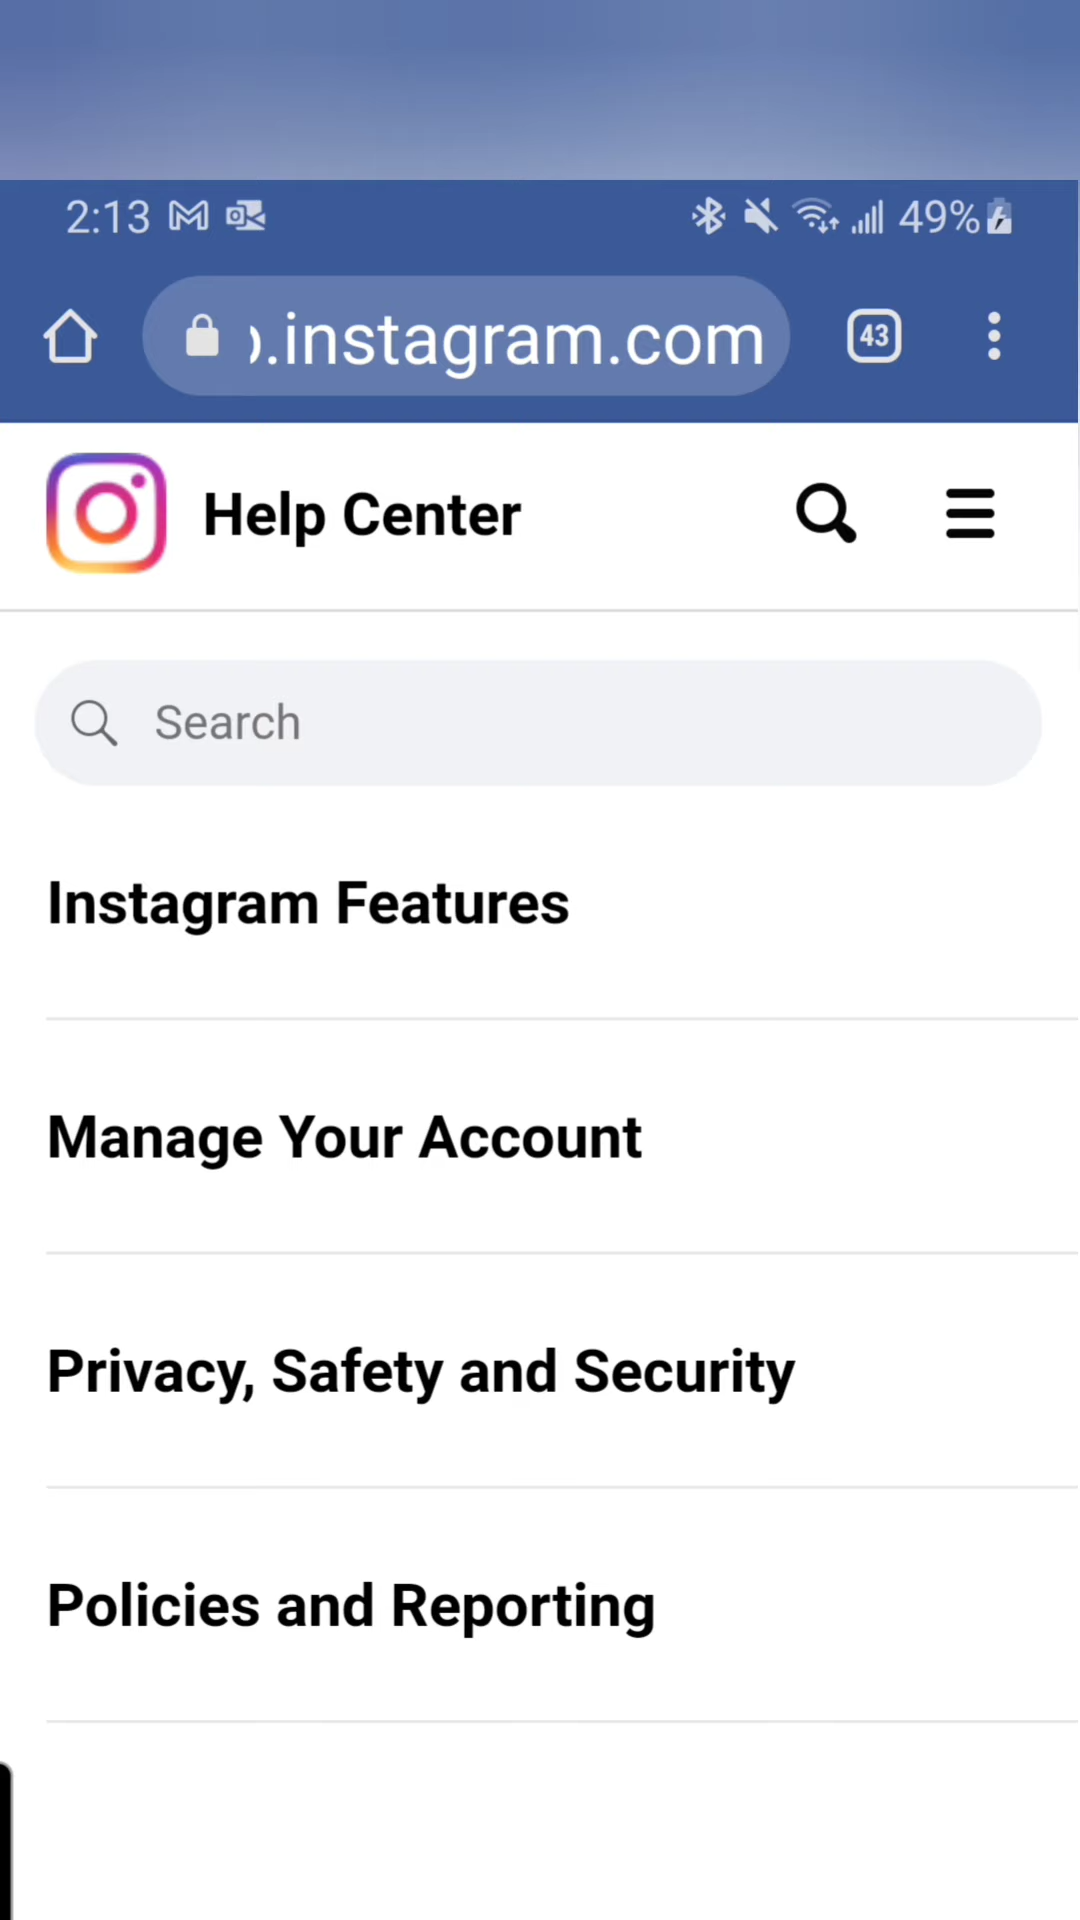 2:13 49%
.instagram.com 43
Help Center
Search
Instagram Features
Manage Your Account
Privacy, Safety and Security
Policies and Reporting